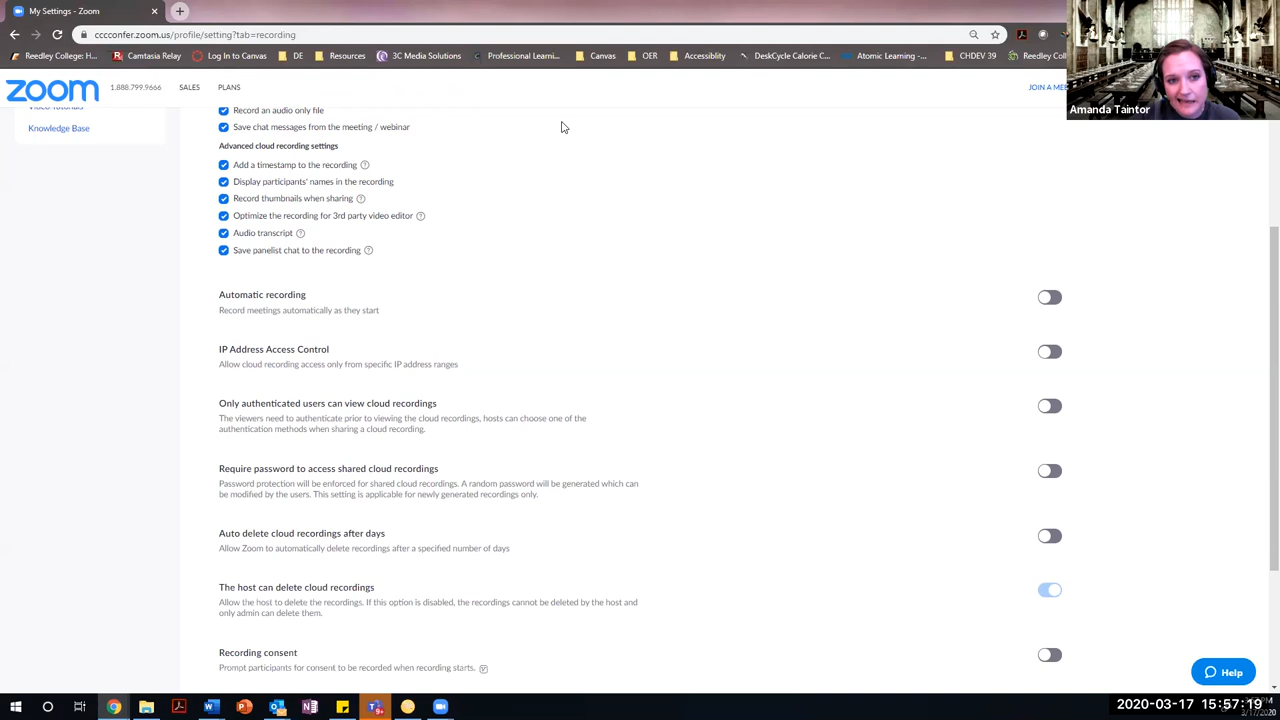 My Settings - Zoom
cccconfer.zoom.us/profile/setting?tab=recording
Reedley College: H...
Camtasia Relay
Log In to Canvas
DE
Resources
3C Media Solutions
Professional Learni...
Canvas
OER
Accessiblity
DeskCycle Calorie C...
Atomic Learning -...
CHDEV 39
Reedley Coll
zoom
1.888.799.9666
SALES
PLANS
JOIN A MEE
Amanda Taintor
Video Tutorials
Knowledge Base
Record an audio only file
Save chat messages from the meeting / webinar
Advanced cloud recording settings
Add a timestamp to the recording
Display participants' names in the recording
Record thumbnails when sharing
Optimize the recording for 3rd party video editor
Audio transcript
Save panelist chat to the recording
Automatic recording
Record meetings automatically as they start
IP Address Access Control
Allow cloud recording access only from specific IP address ranges
Only authenticated users can view cloud recordings
The viewers need to authenticate prior to viewing the cloud recordings, hosts can choose one of the
authentication methods when sharing a cloud recording.
Require password to access shared cloud recordings
Password protection will be enforced for shared cloud recordings. A random password will be generated which can
be modified by the users. This setting is applicable for newly generated recordings only.
Auto delete cloud recordings after days
Allow Zoom to automatically delete recordings after a specified number of days
The host can delete cloud recordings
Allow the host to delete the recordings. If this option is disabled, the recordings cannot be deleted by the host and
only admin can delete them.
Recording consent
Prompt participants for consent to be recorded when recording starts.
Help
2020-03-17 15:57:19
3/17/2020